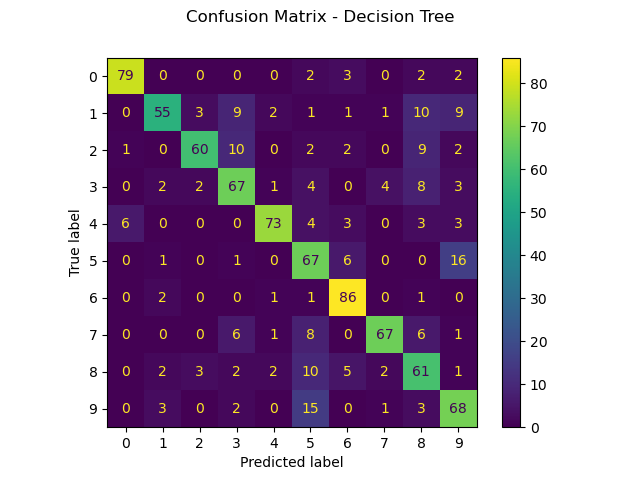 Confusion Matrix - Decision Tree
0 79 0 0 0 0 2 3 0 2 2
1 0 55 3 9 2 1 1 1 10 9
2 1 0 60 10 0 2 2 0 9 2
3 0 2 2 67 1 4 0 4 8 3
4 6 0 0 0 73 4 3 0 3 3
5 0 1 0 1 0 67 6 0 0 16
6 0 2 0 0 1 1 86 0 1 0
7 0 0 0 6 1 8 0 67 6 1
8 0 2 3 2 2 10 5 2 61 1
9 0 3 0 2 0 15 0 1 3 68
0 1 2 3 4 5 6 7 8 9
Predicted label
True label
80
70
60
50
40
30
20
10
0